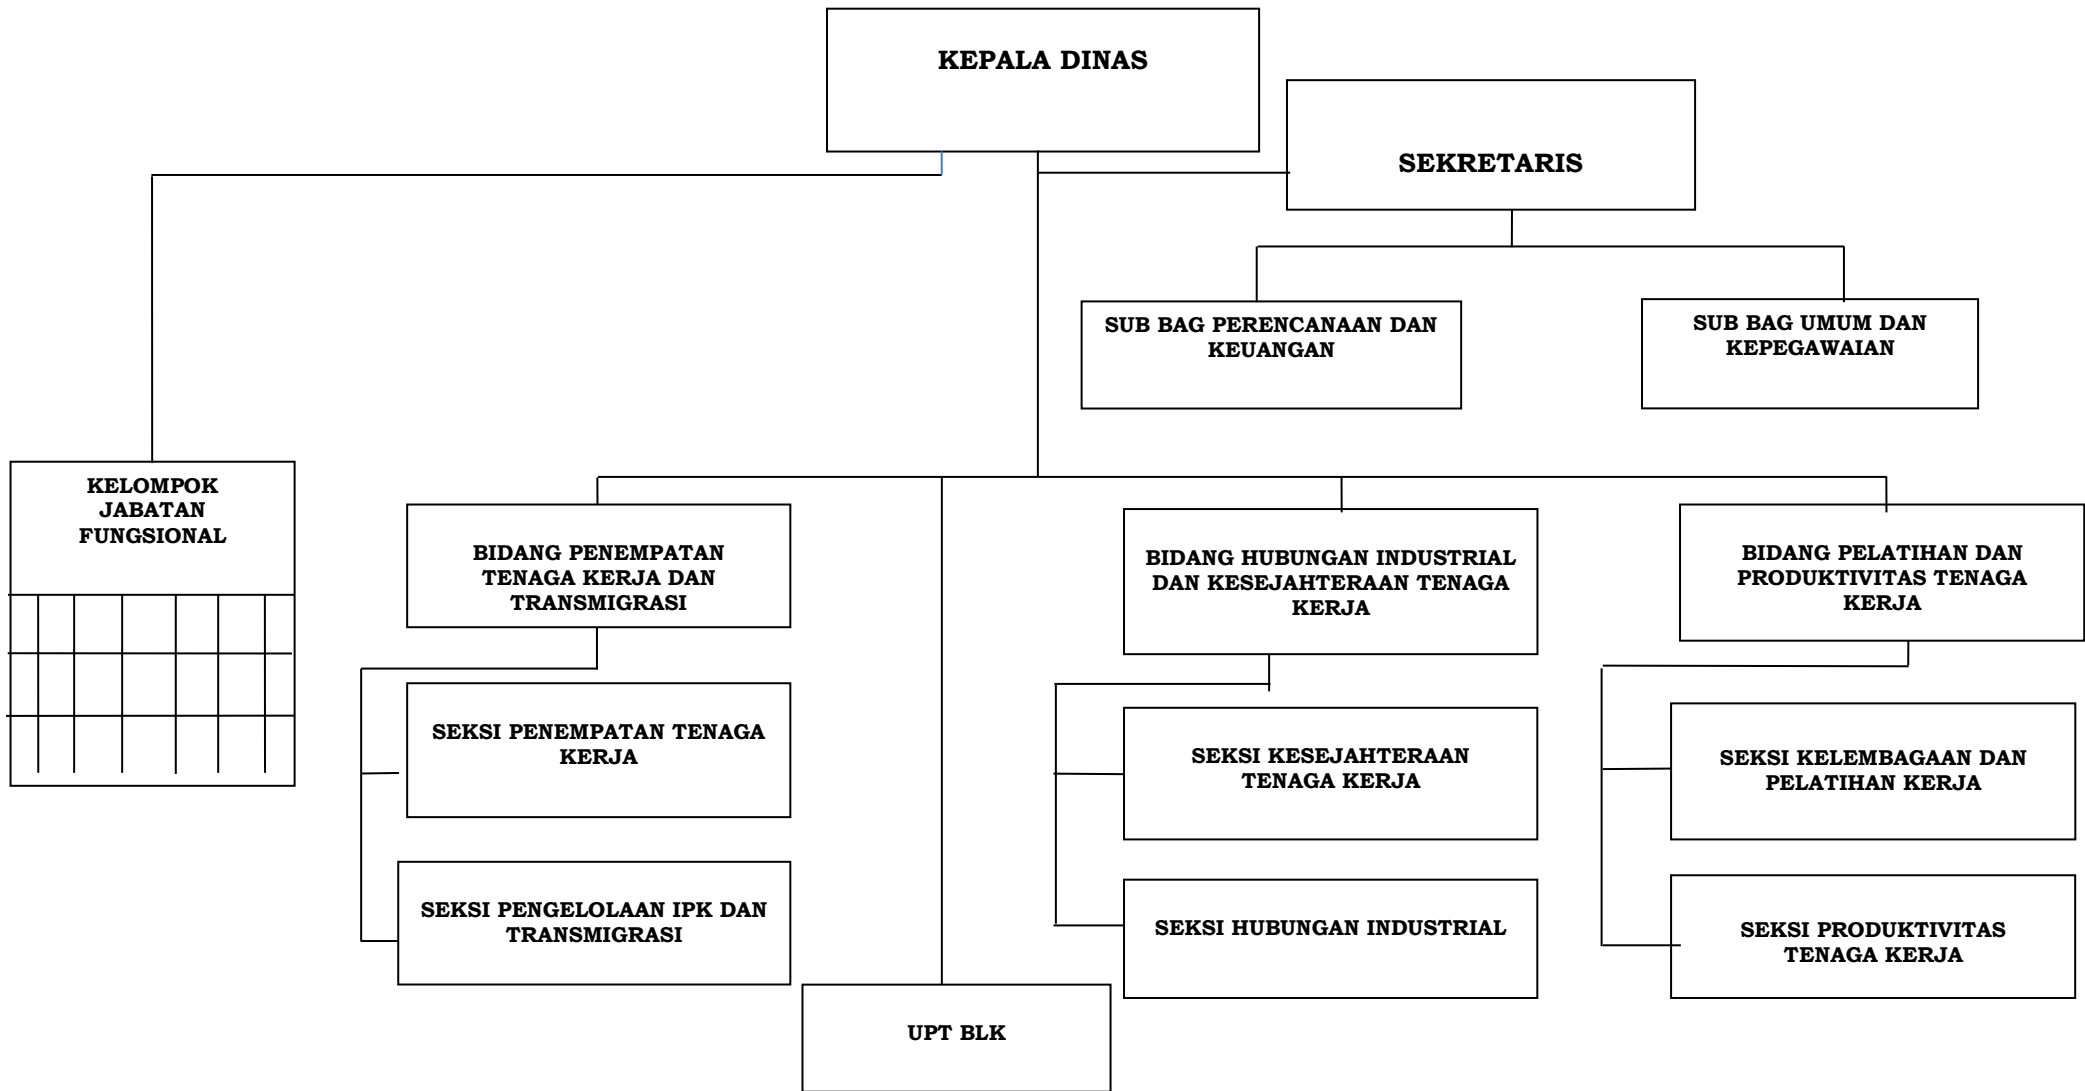 KEPALA DINAS
SEKRETARIS
SUB BAG PERENCANAAN DAN
KEUANGAN
SUB BAG UMUM DAN
KEPEGAWAIAN
KELOMPOK
JABATAN
FUNGSIONAL
BIDANG PENEMPATAN
TENAGA KERJA DAN
TRANSMIGRASI
BIDANG HUBUNGAN INDUSTRIAL
DAN KESEJAHTERAAN TENAGA
KERJA
BIDANG PELATIHAN DAN
PRODUKTIVITAS TENAGA
KERJA
SEKSI PENEMPATAN TENAGA
KERJA
SEKSI KESEJAHTERAAN
TENAGA KERJA
SEKSI KELEMBAGAAN DAN
PELATIHAN KERJA
SEKSI PENGELOLAAN IPK DAN
TRANSMIGRASI
SEKSI HUBUNGAN INDUSTRIAL
SEKSI PRODUKTIVITAS
TENAGA KERJA
UPT BLK